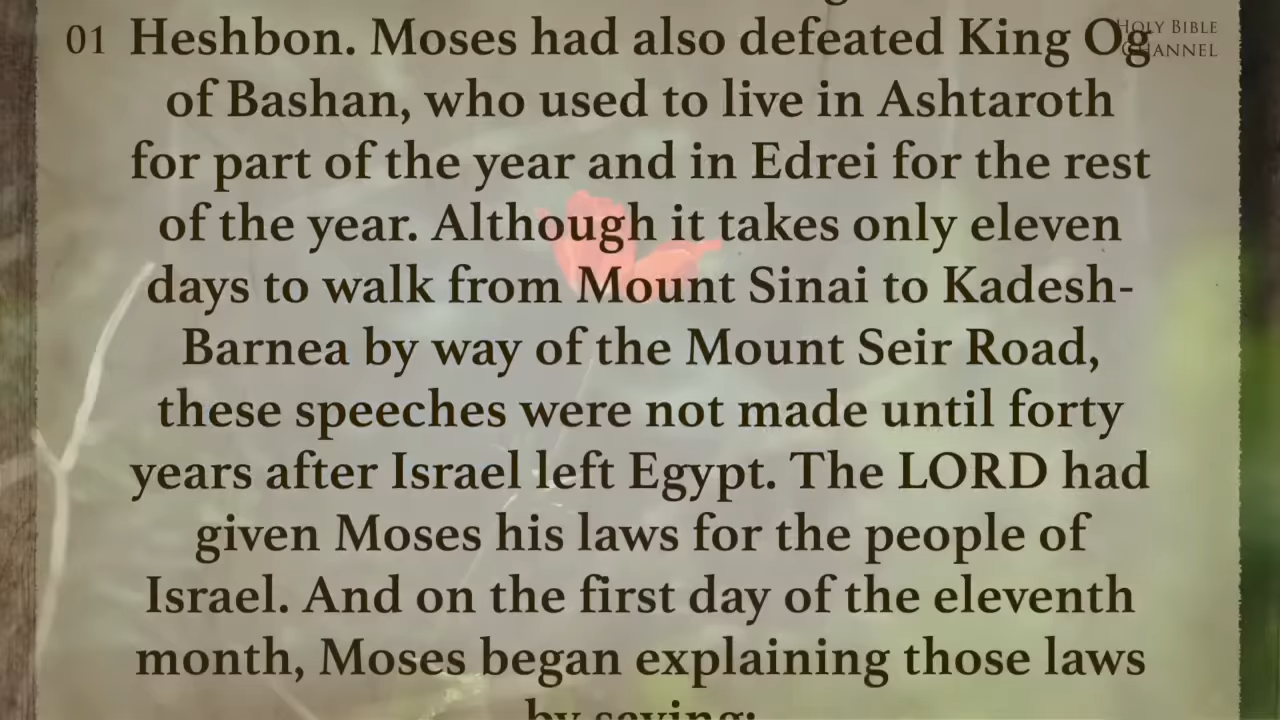 01 Heshbon. Moses had also defeated King Og
HOLY BIBLE
CHANNEL
of Bashan, who used to live in Ashtaroth
for part of the year and in Edrei for the rest
of the year. Although it takes only eleven
days to walk from Mount Sinai to Kadesh-
Barnea by way of the Mount Seir Road,
these speeches were not made until forty
years after Israel left Egypt. The LORD had
given Moses his laws for the people of
Israel. And on the first day of the eleventh
month, Moses began explaining those laws
by saying: